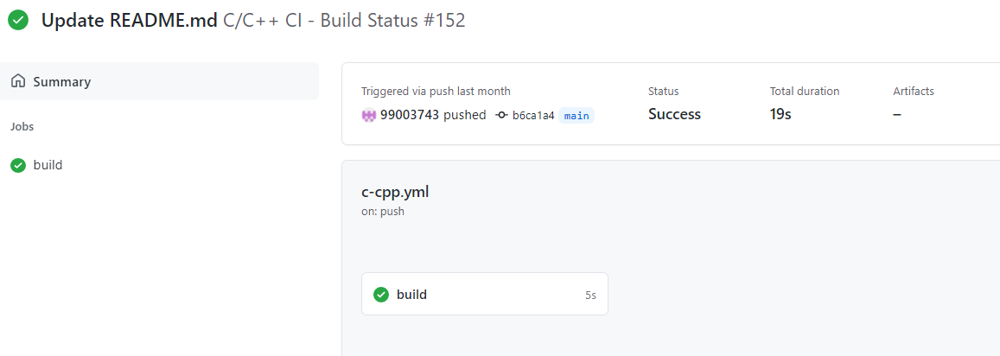 Update README.md C/C++ CI - Build Status #152
Summary
Jobs
build
Triggered via push last month
99003743 pushed b6ca1a4 main
Status
Success
Total duration
19s
Artifacts
–
c-cpp.yml
on: push
build 5s